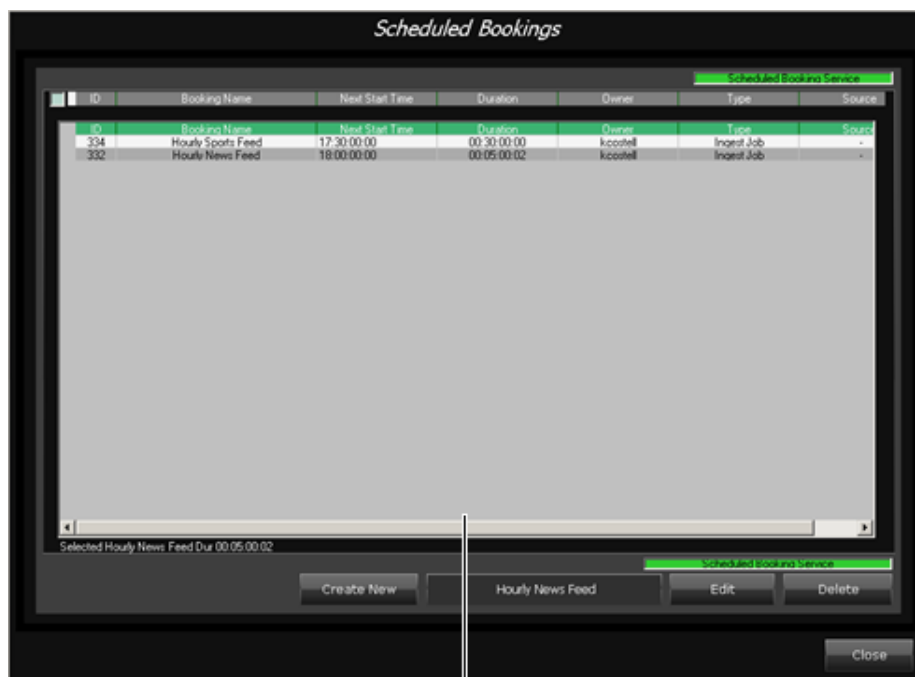 Scheduled Bookings
Scheduled Booking Service
ID Booking Name Next Start Time Duration Owner Type Source
ID Booking Name Next Start Time Duration Owner Type Source
334 Hourly Sports Feed 17:30:00:00 00:30:00:00 kcostell Ingest Job -
332 Hourly News Feed 18:00:00:00 00:05:00:02 kcostell Ingest Job -
Selected Hourly News Feed Dur 00:05:00:02
Scheduled Booking Service
Create New Hourly News Feed Edit Delete
Close